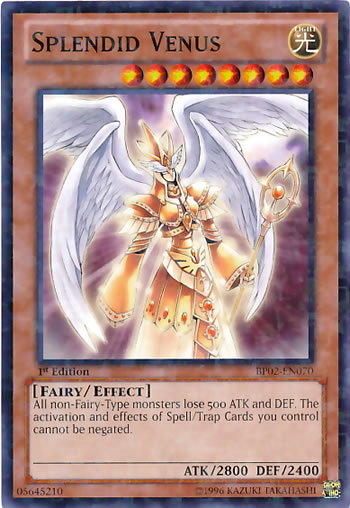 SPLENDID VENUS
LIGHT
光
1st Edition
BP02-EN070
[FAIRY/EFFECT]
All non-Fairy-Type monsters lose 500 ATK and DEF. The
activation and effects of Spell/Trap Cards you control
cannot be negated.
ATK/2800 DEF/2400
05645210
©1996 KAZUKI TAKAHASHI